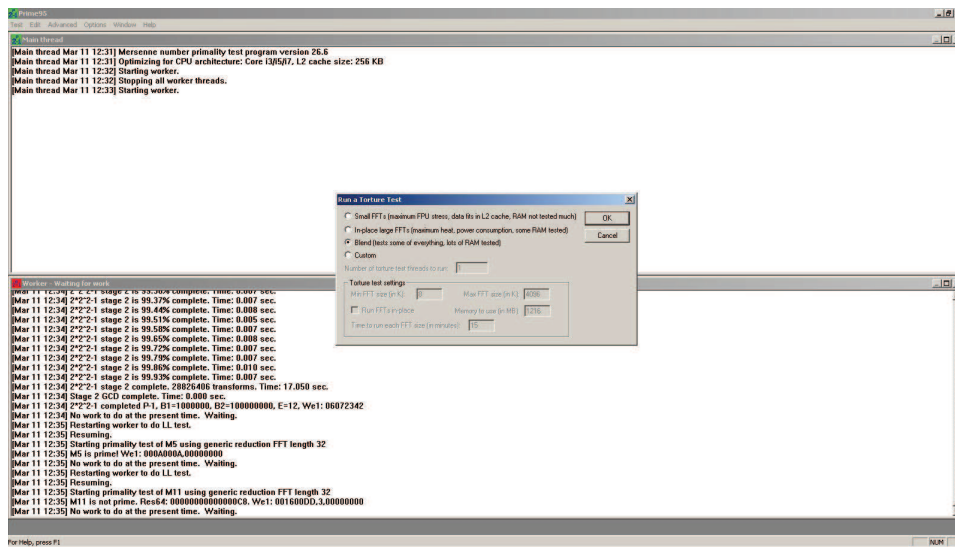 Prime95
Test Edit Advanced Options Window Help
Main thread
[Main thread Mar 11 12:31] Mersenne number primality test program version 26.6
[Main thread Mar 11 12:31] Optimizing for CPU architecture: Core i3/i5/i7, L2 cache size: 256 KB
[Main thread Mar 11 12:32] Starting worker.
[Main thread Mar 11 12:32] Stopping all worker threads.
[Main thread Mar 11 12:33] Starting worker.
Run a Torture Test
Small FFTs (maximum FPU stress, data fits in L2 cache, RAM not tested much)
OK
In-place large FFTs (maximum heat, power consumption, some RAM tested)
Cancel
Blend (tests some of everything, lots of RAM tested)
Custom
Number of torture test threads to run:
Torture test settings
Min FFT size (in K): 0 Max FFT size (in K): 4096
Run FFTs in-place Memory to use (in MB): 1216
Time to run each FFT size (in minutes): 15
Worker - Waiting for work
[Mar 11 12:34] 2*2^2-1 stage 2 is 99.37% complete. Time: 0.007 sec.
[Mar 11 12:34] 2*2^2-1 stage 2 is 99.44% complete. Time: 0.008 sec.
[Mar 11 12:34] 2*2^2-1 stage 2 is 99.51% complete. Time: 0.005 sec.
[Mar 11 12:34] 2*2^2-1 stage 2 is 99.58% complete. Time: 0.007 sec.
[Mar 11 12:34] 2*2^2-1 stage 2 is 99.65% complete. Time: 0.008 sec.
[Mar 11 12:34] 2*2^2-1 stage 2 is 99.72% complete. Time: 0.007 sec.
[Mar 11 12:34] 2*2^2-1 stage 2 is 99.79% complete. Time: 0.007 sec.
[Mar 11 12:34] 2*2^2-1 stage 2 is 99.86% complete. Time: 0.010 sec.
[Mar 11 12:34] 2*2^2-1 stage 2 is 99.93% complete. Time: 0.007 sec.
[Mar 11 12:34] 2*2^2-1 stage 2 complete. 28826406 transforms. Time: 17.050 sec.
[Mar 11 12:34] Stage 2 GCD complete. Time: 0.000 sec.
[Mar 11 12:34] 2*2^2-1 completed P-1, B1=1000000, B2=100000000, E=12, We1: 06072342
[Mar 11 12:34] No work to do at the present time. Waiting.
[Mar 11 12:35] Restarting worker to do LL test.
[Mar 11 12:35] Resuming.
[Mar 11 12:35] Starting primality test of M5 using generic reduction FFT length 32
[Mar 11 12:35] M5 is prime! We1: 000A000A,00000000
[Mar 11 12:35] No work to do at the present time. Waiting.
[Mar 11 12:35] Restarting worker to do LL test.
[Mar 11 12:35] Resuming.
[Mar 11 12:35] Starting primality test of M11 using generic reduction FFT length 32
[Mar 11 12:35] M11 is not prime. Res64: 00000000000000C8. We1: 001600DD,3,00000000
[Mar 11 12:35] No work to do at the present time. Waiting.
For Help, press F1
NUM